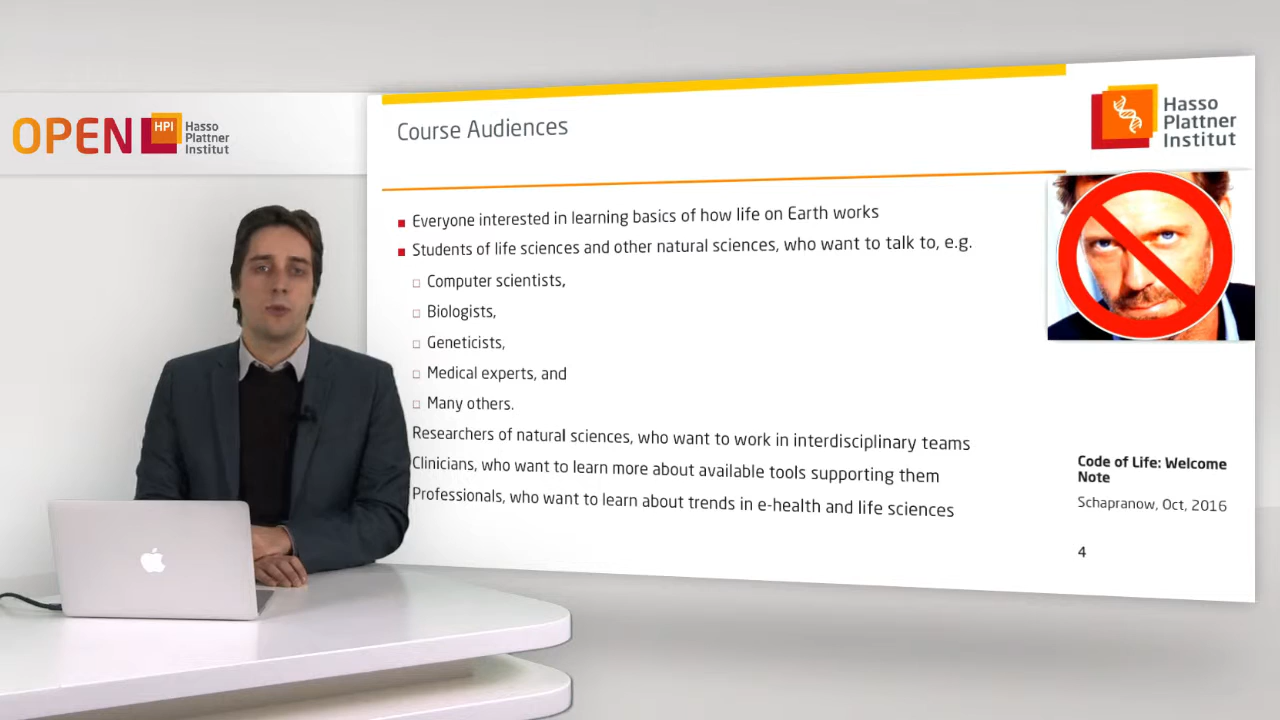 OPEN
HPI
Hasso
Plattner
Institut
Course Audiences
Hasso
Plattner
Institut
Everyone interested in learning basics of how life on Earth works
Students of life sciences and other natural sciences, who want to talk to, e.g.
Computer scientists,
Biologists,
Geneticists,
Medical experts, and
Many others.
Researchers of natural sciences, who want to work in interdisciplinary teams
Clinicians, who want to learn more about available tools supporting them
Professionals, who want to learn about trends in e-health and life sciences
Code of Life: Welcome
Note
Schapranow, Oct, 2016
4